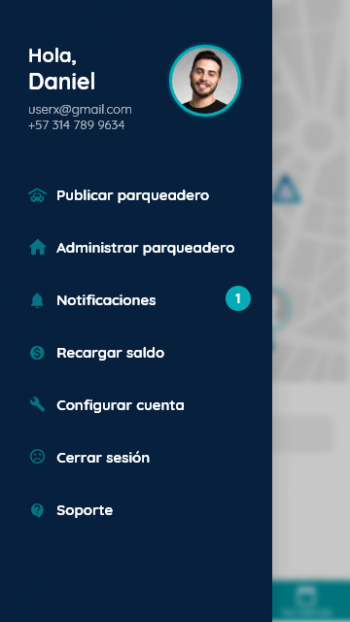 Hola,
Daniel
userx@gmail.com
+57 314 789 9634
Publicar parqueadero
Administrar parqueadero
Notificaciones
1
Recargar saldo
Configurar cuenta
Cerrar sesión
Soporte